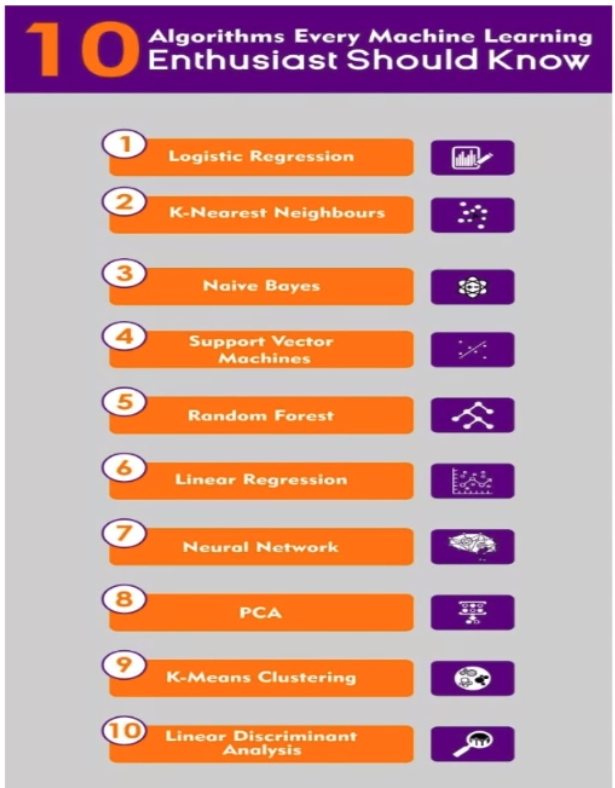 10 Algorithms Every Machine Learning
Enthusiast Should Know
1
Logistic Regression
2
K-Nearest Neighbours
3
Naive Bayes
4
Support Vector
Machines
5
Random Forest
6
Linear Regression
7
Neural Network
8
PCA
9
K-Means Clustering
10
Linear Discriminant
Analysis